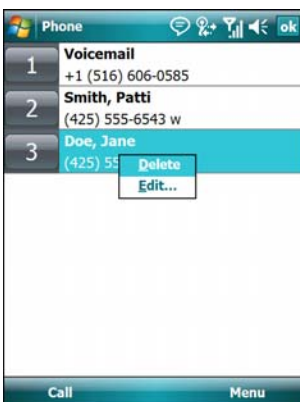 Phone ok
1 Voicemail
+1 (516) 606-0585
2 Smith, Patti
(425) 555-6543 w
3 Doe, Jane
(425) 55
Delete
Edit...
Call Menu